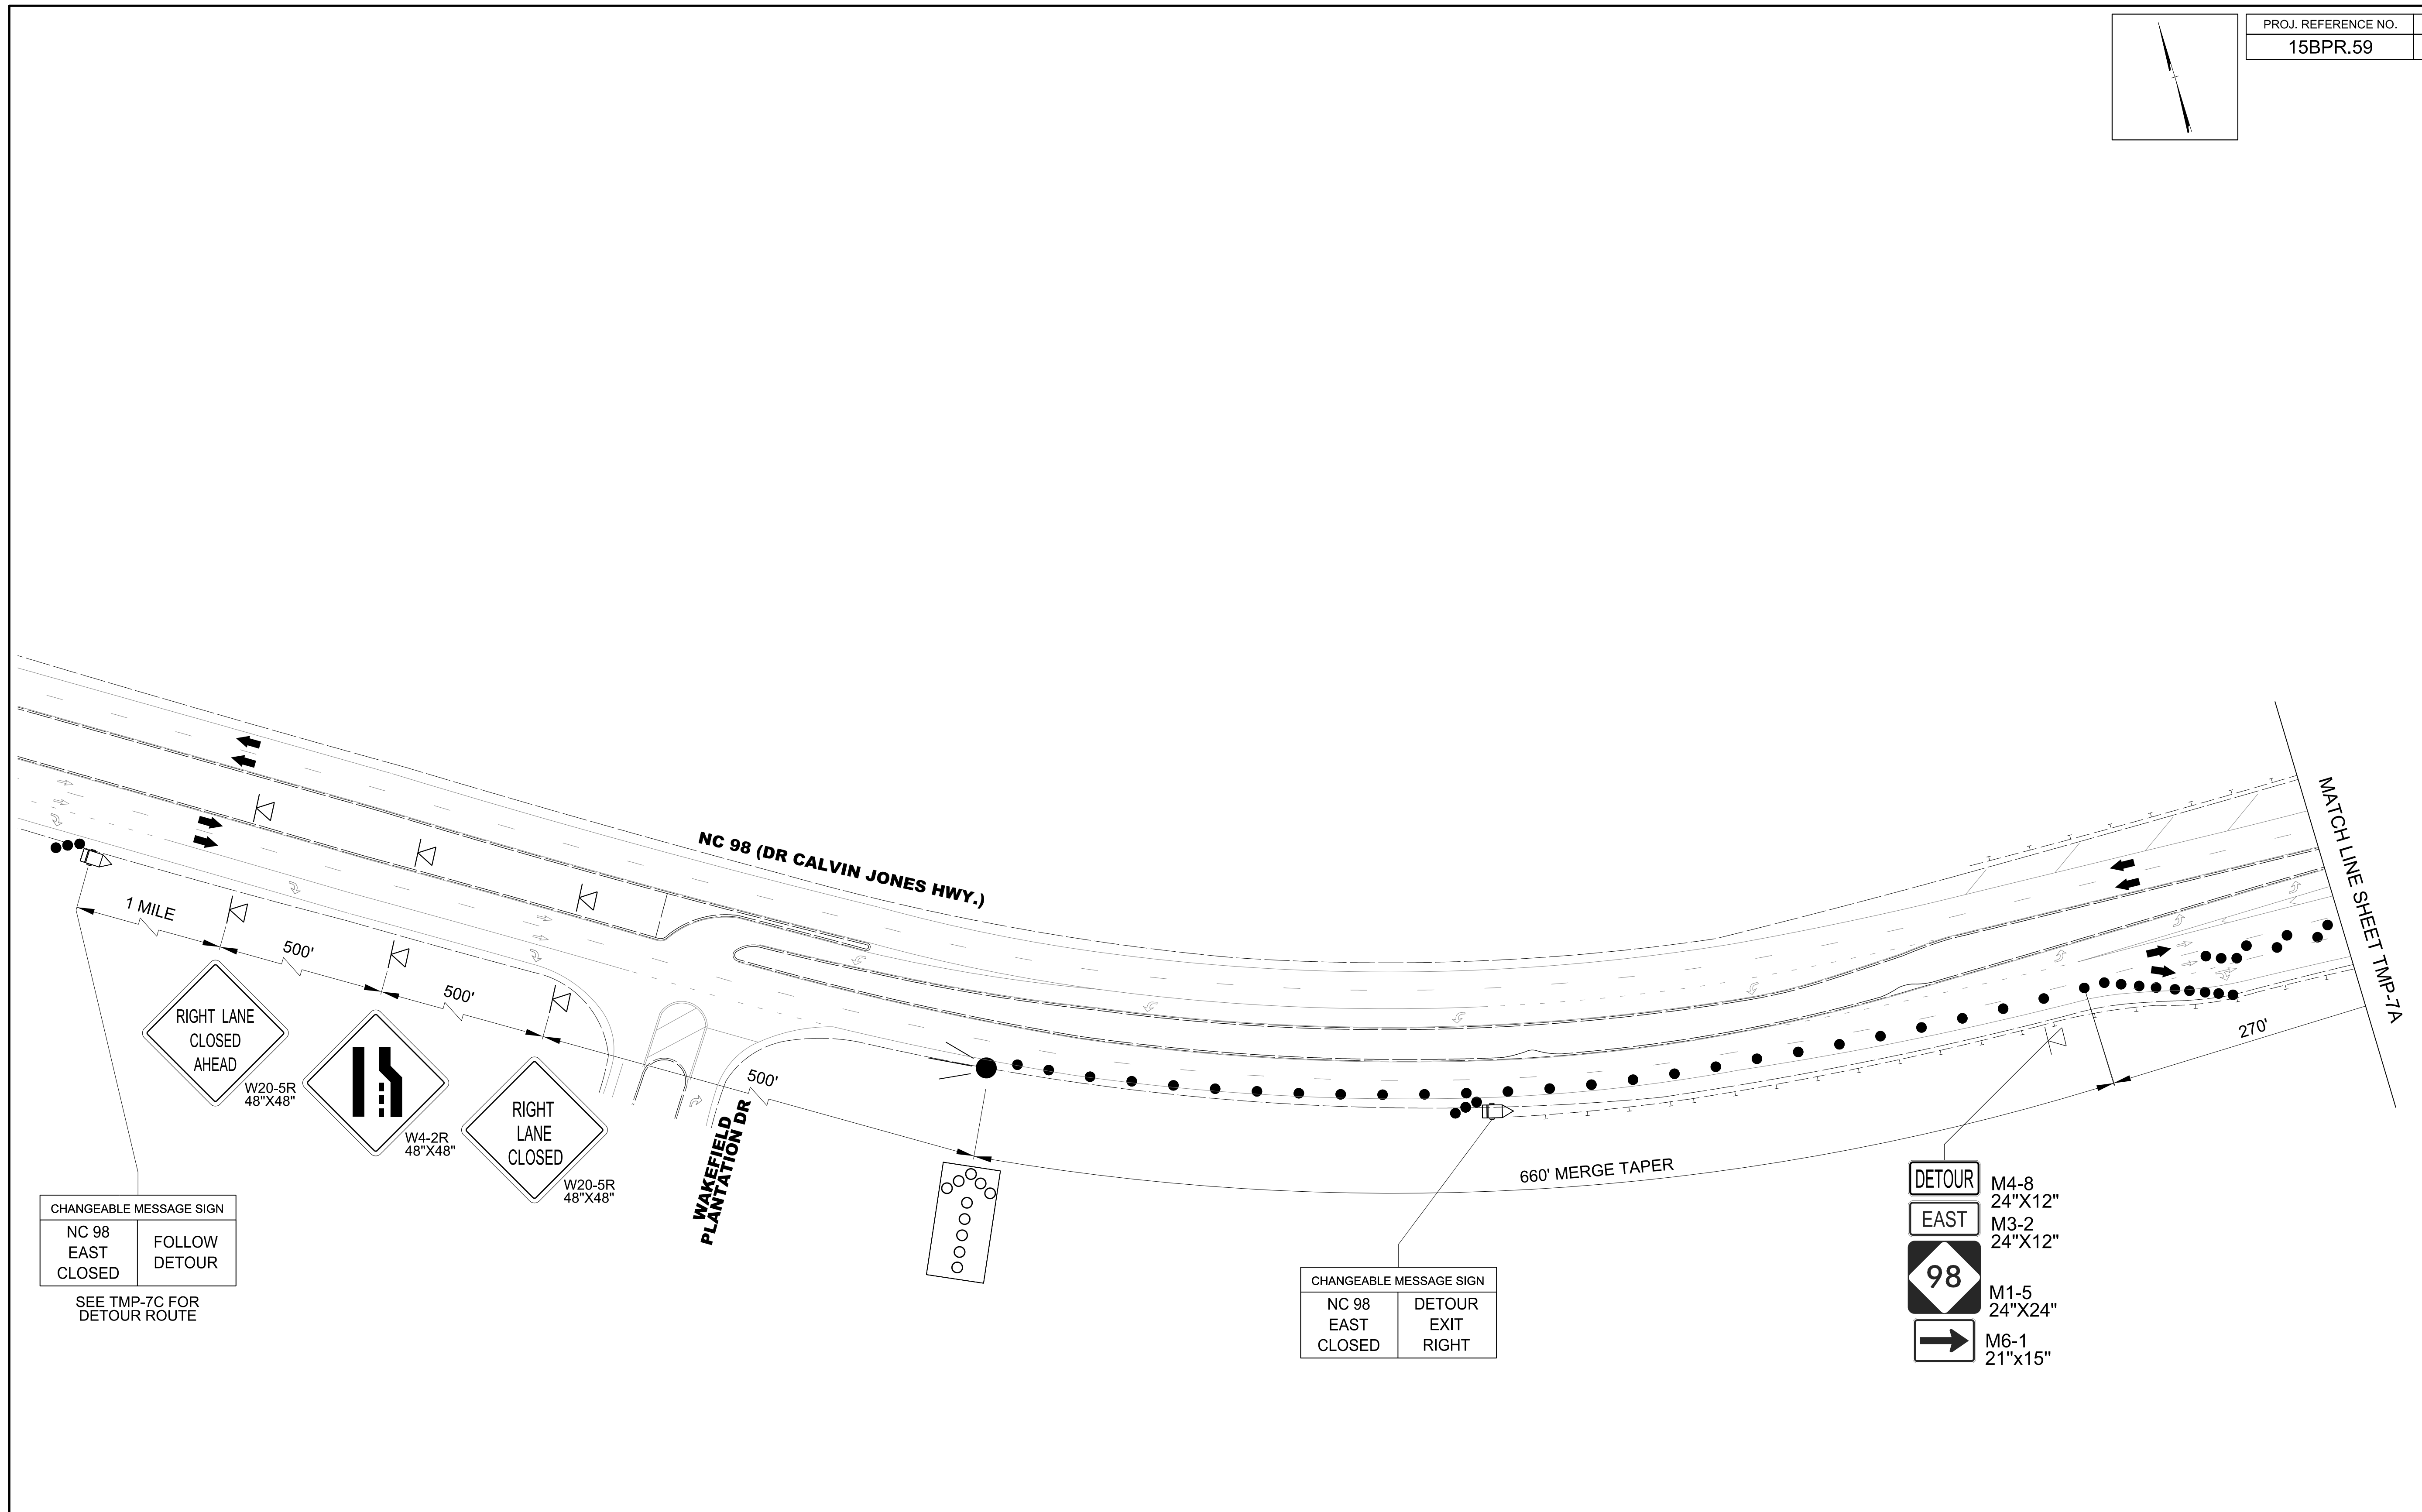 PROJ. REFERENCE NO.
15BPR.59
NC 98 (DR CALVIN JONES HWY.)
MATCH LINE SHEET TMP-7A
1 MILE
500'
500'
500'
270'
660' MERGE TAPER
RIGHT LANE
CLOSED
AHEAD
W20-5R
48"X48"
W4-2R
48"X48"
RIGHT
LANE
CLOSED
W20-5R
48"X48"
WAKEFIELD
PLANTATION DR
CHANGEABLE MESSAGE SIGN
NC 98
EAST
CLOSED
FOLLOW
DETOUR
SEE TMP-7C FOR
DETOUR ROUTE
CHANGEABLE MESSAGE SIGN
NC 98
EAST
CLOSED
DETOUR
EXIT
RIGHT
DETOUR
M4-8
24"X12"
EAST
M3-2
24"X12"
98
M1-5
24"X24"
M6-1
21"x15"